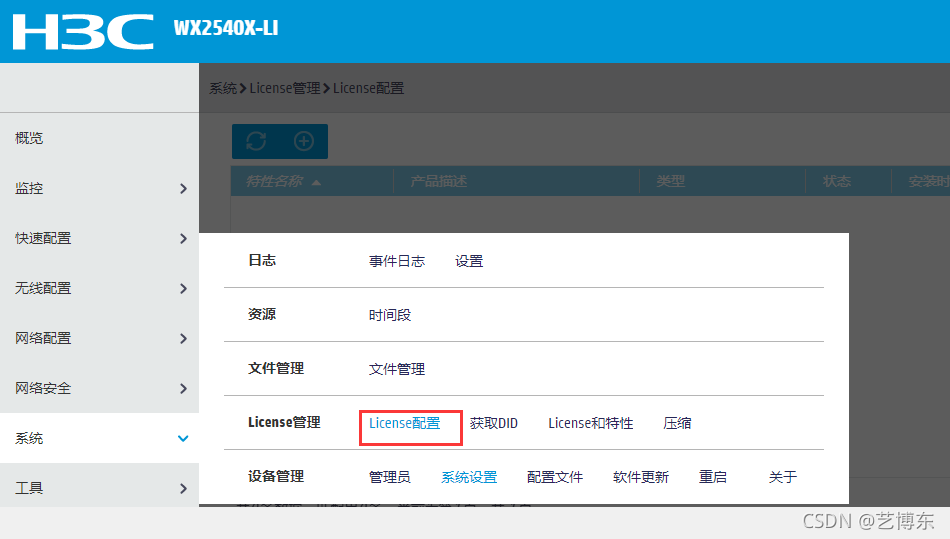 H3C WX2540X-LI
系统>License管理>License配置
特性名称 产品描述 类型 状态 安装时
概览
监控
快速配置
无线配置
网络配置
网络安全
系统
工具
日志 事件日志 设置
资源 时间段
文件管理 文件管理
License管理 License配置 获取DID License和特性 压缩
设备管理 管理员 系统设置 配置文件 软件更新 重启 关于
CSDN @艺博东